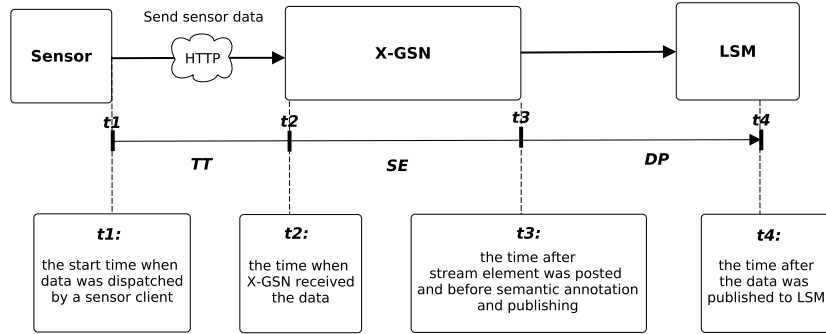 Send sensor data
Sensor
HTTP
X-GSN
LSM
t1
t2
t3
t4
TT
SE
DP
t1:
the start time when
data was dispatched
by a sensor client
t2:
the time when
X-GSN received
the data
t3:
the time after
stream element was posted
and before semantic annotation
and publishing
t4:
the time after
the data was
published to LSM